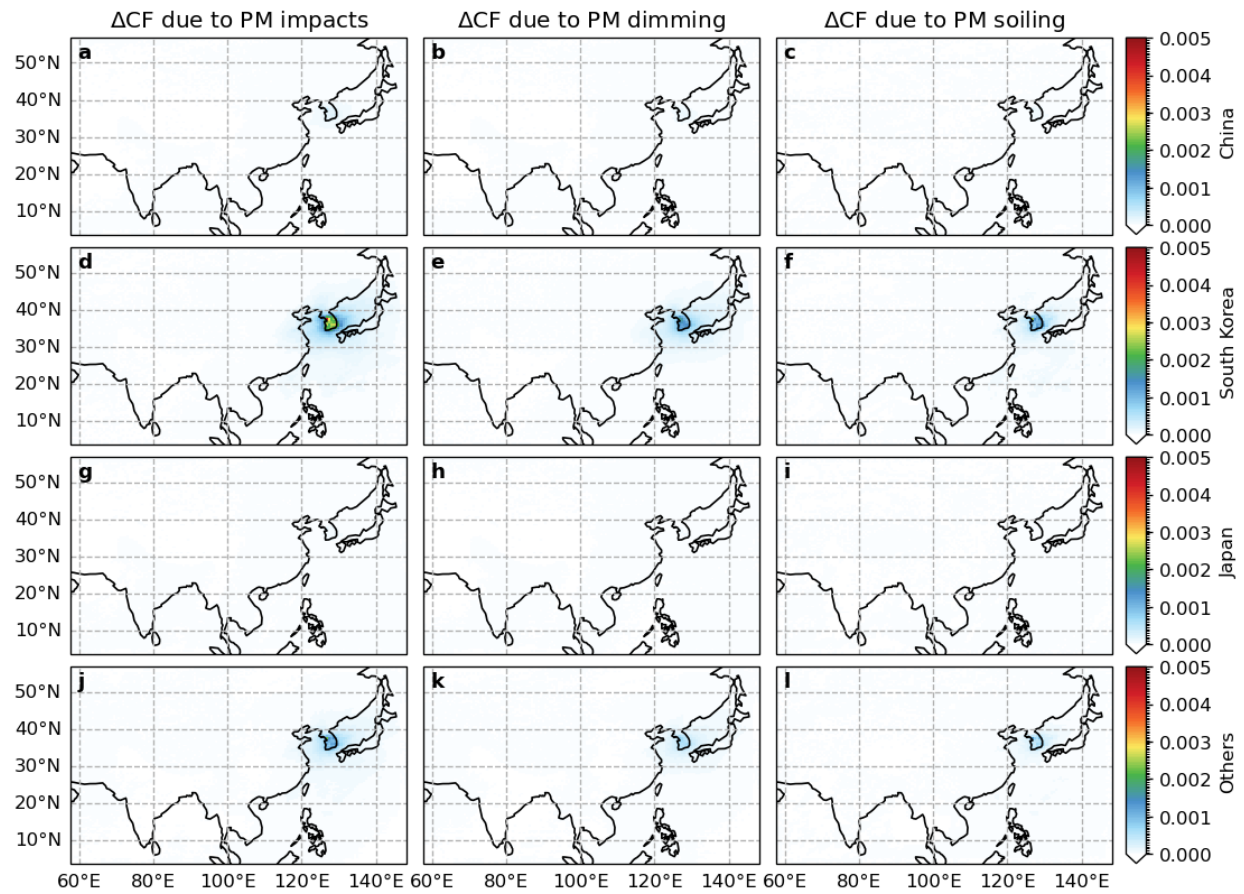 ΔCF due to PM impacts ΔCF due to PM dimming ΔCF due to PM soiling
a b c
50°N
40°N
30°N
20°N
10°N
0.005
0.004
0.003
0.002
0.001
0.000
China
d e f
50°N
40°N
30°N
20°N
10°N
0.005
0.004
0.003
0.002
0.001
0.000
South Korea
g h i
50°N
40°N
30°N
20°N
10°N
0.005
0.004
0.003
0.002
0.001
0.000
Japan
j k l
50°N
40°N
30°N
20°N
10°N
0.005
0.004
0.003
0.002
0.001
0.000
Others
60°E 80°E 100°E 120°E 140°E 60°E 80°E 100°E 120°E 140°E 60°E 80°E 100°E 120°E 140°E